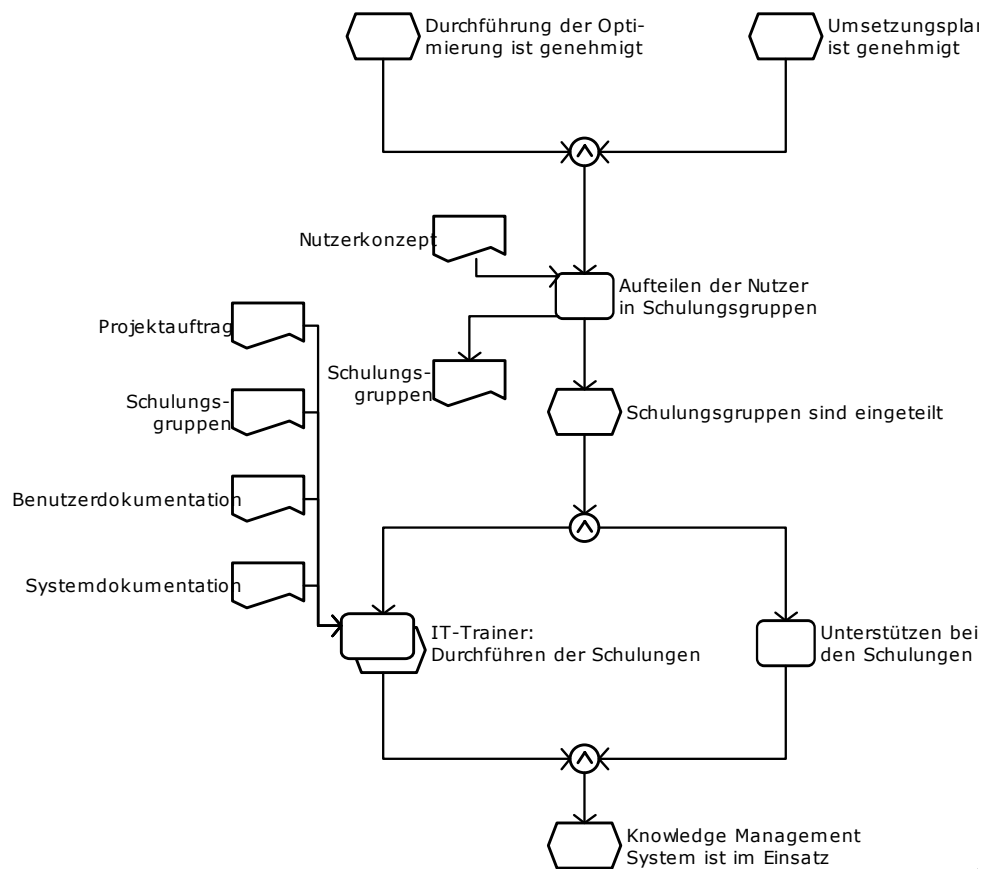 Durchführung der Opti-
mierung ist genehmigt
Umsetzungsplan
ist genehmigt
Nutzerkonzept
Aufteilen der Nutzer
in Schulungsgruppen
Projektauftrag
Schulungs-
gruppen
Schulungs-
gruppen
Schulungsgruppen sind eingeteilt
Benutzerdokumentation
Systemdokumentation
IT-Trainer:
Durchführen der Schulungen
Unterstützen bei
den Schulungen
Knowledge Management
System ist im Einsatz